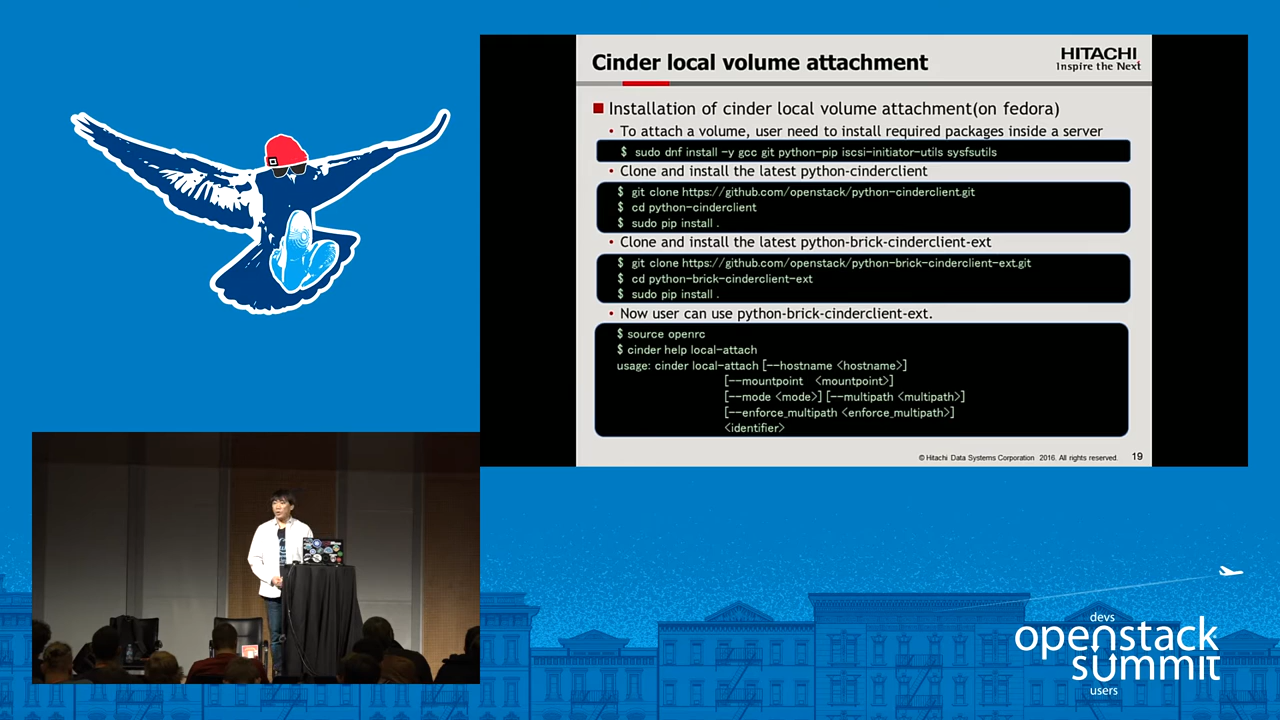 Cinder local volume attachment
HITACHI
Inspire the Next
Installation of cinder local volume attachment(on fedora)
• To attach a volume, user need to install required packages inside a server
$ sudo dnf install -y gcc git python-pip iscsi-initiator-utils sysfsutils
• Clone and install the latest python-cinderclient
$ git clone https://github.com/openstack/python-cinderclient.git
$ cd python-cinderclient
$ sudo pip install .
• Clone and install the latest python-brick-cinderclient-ext
$ git clone https://github.com/openstack/python-brick-cinderclient-ext.git
$ cd python-brick-cinderclient-ext
$ sudo pip install .
• Now user can use python-brick-cinderclient-ext.
$ source openrc
$ cinder help local-attach
usage: cinder local-attach [--hostname <hostname>]
[--mountpoint <mountpoint>]
[--mode <mode>] [--multipath <multipath>]
[--enforce_multipath <enforce_multipath>]
<identifier>
© Hitachi Data Systems Corporation 2016. All rights reserved.
19
devs
openstack
summit
users